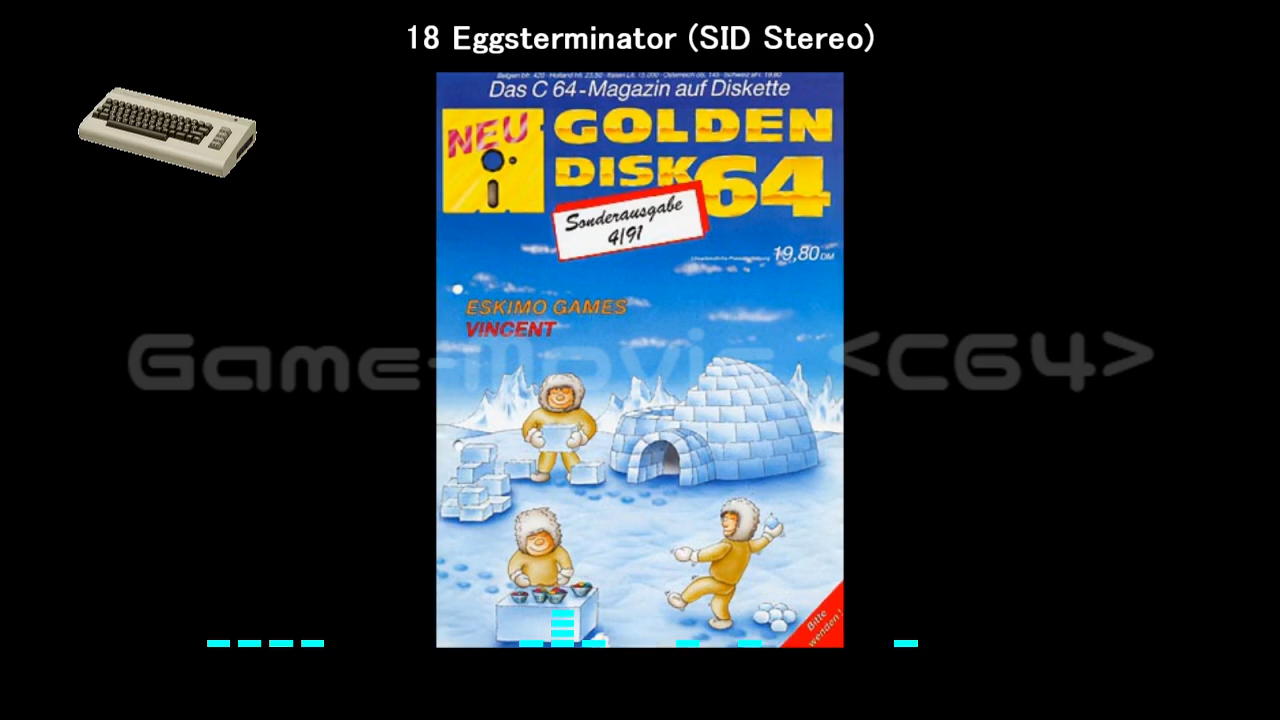 18 Eggsterminator (SID Stereo)
Das C 64-Magazin auf Diskette
NEU
GOLDEN
DISK 64
Sonderausgabe
4/91
19,80 DM
ESKIMO GAMES
VINCENT
Game-Movie <C64>
Bitte
wenden!